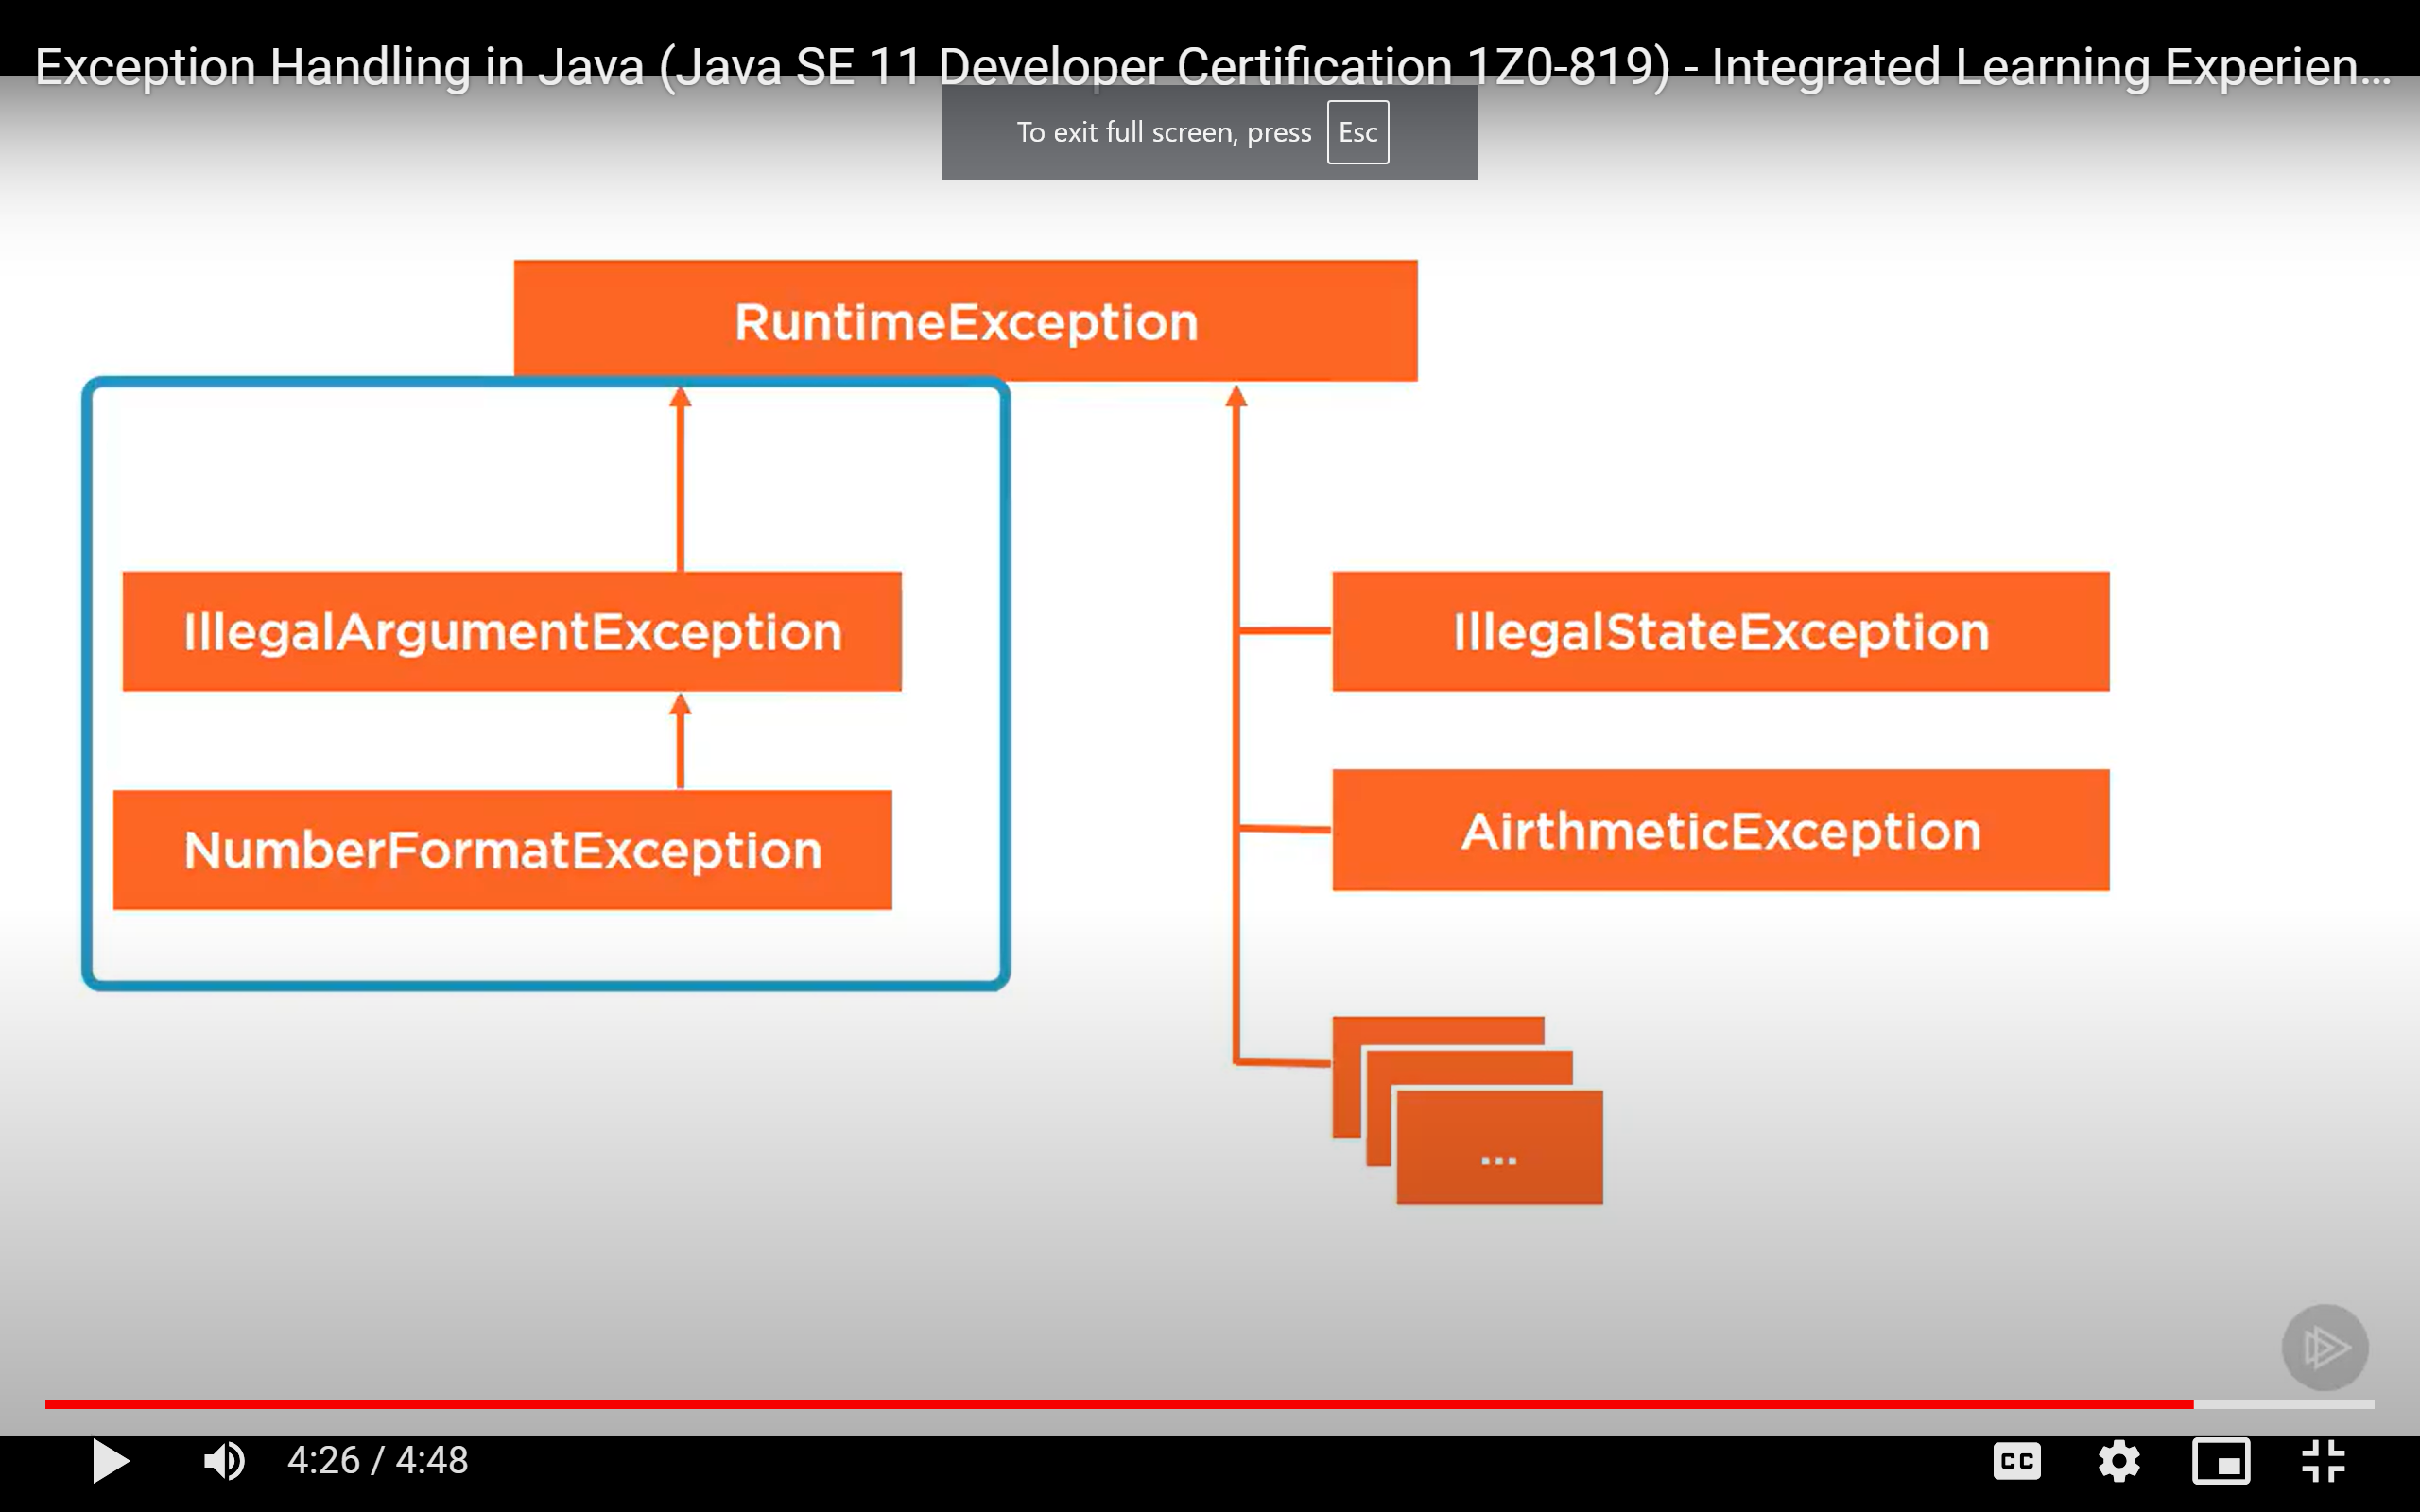 Exception Handling in Java (Java SE 11 Developer Certification 1Z0-819) - Integrated Learning Experien...
To exit full screen, press Esc
RuntimeException
IllegalArgumentException
IllegalStateException
NumberFormatException
AirthmeticException
...
4:26 / 4:48
CC